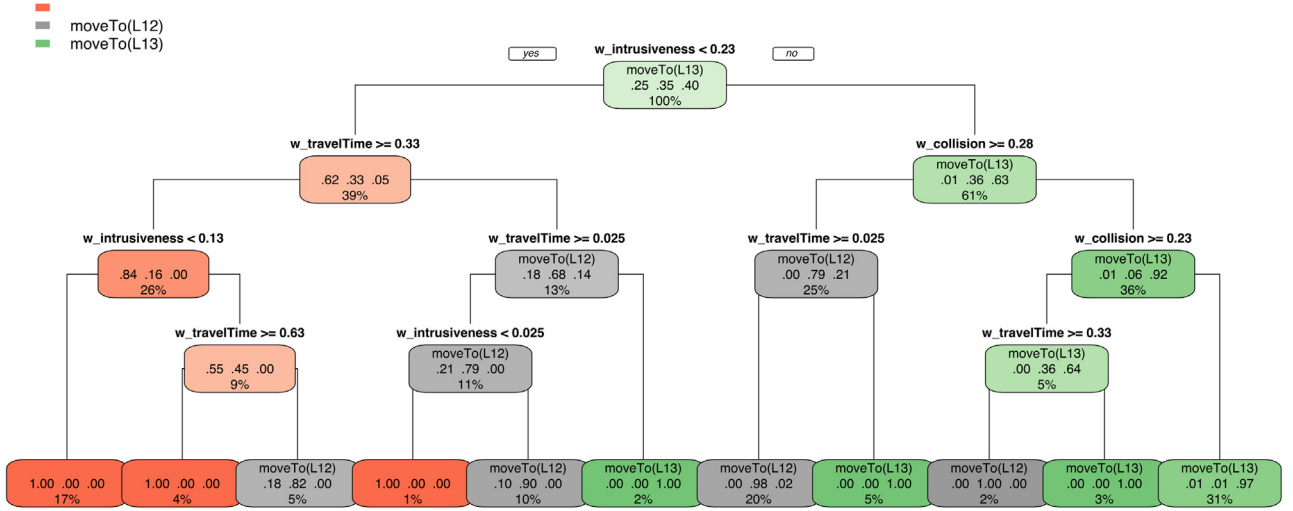 moveTo(L12)
moveTo(L13)
yes
w_intrusiveness < 0.23
no
moveTo(L13)
.25 .35 .40
100%
w_travelTime >= 0.33
w_collision >= 0.28
.62 .33 .05
39%
moveTo(L13)
.01 .36 .63
61%
w_intrusiveness < 0.13
w_travelTime >= 0.025
w_travelTime >= 0.025
w_collision >= 0.23
.84 .16 .00
26%
moveTo(L12)
.18 .68 .14
13%
moveTo(L12)
.00 .79 .21
25%
moveTo(L13)
.01 .06 .92
36%
w_travelTime >= 0.63
w_intrusiveness < 0.025
w_travelTime >= 0.33
.55 .45 .00
9%
moveTo(L12)
.21 .79 .00
11%
moveTo(L13)
.00 .36 .64
5%
1.00 .00 .00
17%
1.00 .00 .00
4%
moveTo(L12)
.18 .82 .00
5%
1.00 .00 .00
1%
moveTo(L12)
.10 .90 .00
10%
moveTo(L13)
.00 .00 1.00
2%
moveTo(L12)
.00 .98 .02
20%
moveTo(L13)
.00 .00 1.00
5%
moveTo(L12)
.00 1.00 .00
2%
moveTo(L13)
.00 .00 1.00
3%
moveTo(L13)
.01 .01 .97
31%